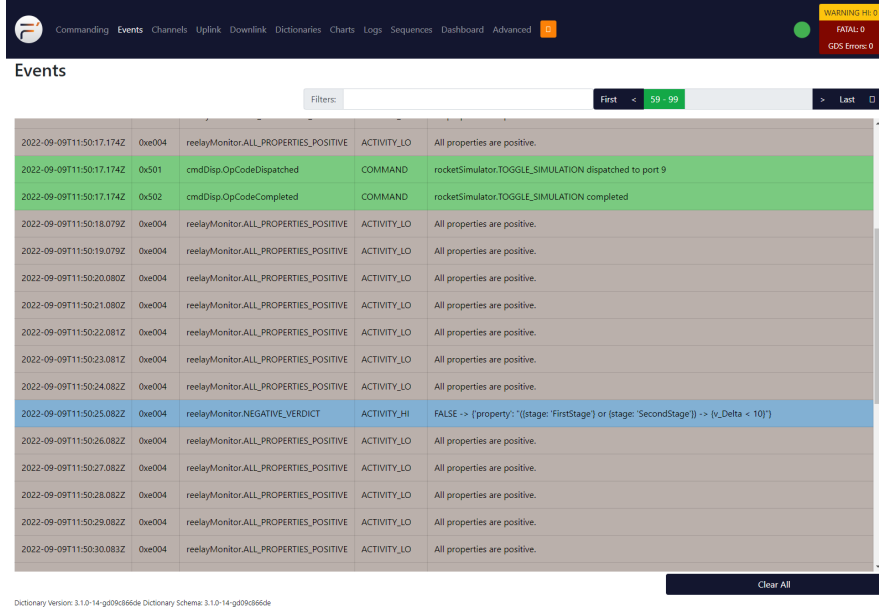 Commanding Events Channels Uplink Downlink Dictionaries Charts Logs Sequences Dashboard Advanced
WARNING HI: 0
FATAL: 0
GDS Errors: 0
Events
Filters: First < 59 - 99 > Last
2022-09-09T11:50:17.174Z 0xe004 reelayMonitor.ALL_PROPERTIES_POSITIVE ACTIVITY_LO All properties are positive.
2022-09-09T11:50:17.174Z 0x501 cmdDisp.OpCodeDispatched COMMAND rocketSimulator.TOGGLE_SIMULATION dispatched to port 9
2022-09-09T11:50:17.174Z 0x502 cmdDisp.OpCodeCompleted COMMAND rocketSimulator.TOGGLE_SIMULATION completed
2022-09-09T11:50:18.079Z 0xe004 reelayMonitor.ALL_PROPERTIES_POSITIVE ACTIVITY_LO All properties are positive.
2022-09-09T11:50:19.079Z 0xe004 reelayMonitor.ALL_PROPERTIES_POSITIVE ACTIVITY_LO All properties are positive.
2022-09-09T11:50:20.080Z 0xe004 reelayMonitor.ALL_PROPERTIES_POSITIVE ACTIVITY_LO All properties are positive.
2022-09-09T11:50:21.080Z 0xe004 reelayMonitor.ALL_PROPERTIES_POSITIVE ACTIVITY_LO All properties are positive.
2022-09-09T11:50:22.081Z 0xe004 reelayMonitor.ALL_PROPERTIES_POSITIVE ACTIVITY_LO All properties are positive.
2022-09-09T11:50:23.081Z 0xe004 reelayMonitor.ALL_PROPERTIES_POSITIVE ACTIVITY_LO All properties are positive.
2022-09-09T11:50:24.082Z 0xe004 reelayMonitor.ALL_PROPERTIES_POSITIVE ACTIVITY_LO All properties are positive.
2022-09-09T11:50:25.082Z 0xe004 reelayMonitor.NEGATIVE_VERDICT ACTIVITY_HI FALSE -> {'property': "({stage: 'FirstStage'} or {stage: 'SecondStage'}) -> {v_Delta < 10}"}
2022-09-09T11:50:26.082Z 0xe004 reelayMonitor.ALL_PROPERTIES_POSITIVE ACTIVITY_LO All properties are positive.
2022-09-09T11:50:27.082Z 0xe004 reelayMonitor.ALL_PROPERTIES_POSITIVE ACTIVITY_LO All properties are positive.
2022-09-09T11:50:28.082Z 0xe004 reelayMonitor.ALL_PROPERTIES_POSITIVE ACTIVITY_LO All properties are positive.
2022-09-09T11:50:29.082Z 0xe004 reelayMonitor.ALL_PROPERTIES_POSITIVE ACTIVITY_LO All properties are positive.
2022-09-09T11:50:30.083Z 0xe004 reelayMonitor.ALL_PROPERTIES_POSITIVE ACTIVITY_LO All properties are positive.
Clear All
Dictionary Version: 3.1.0-14-gd09c866de Dictionary Schema: 3.1.0-14-gd09c866de